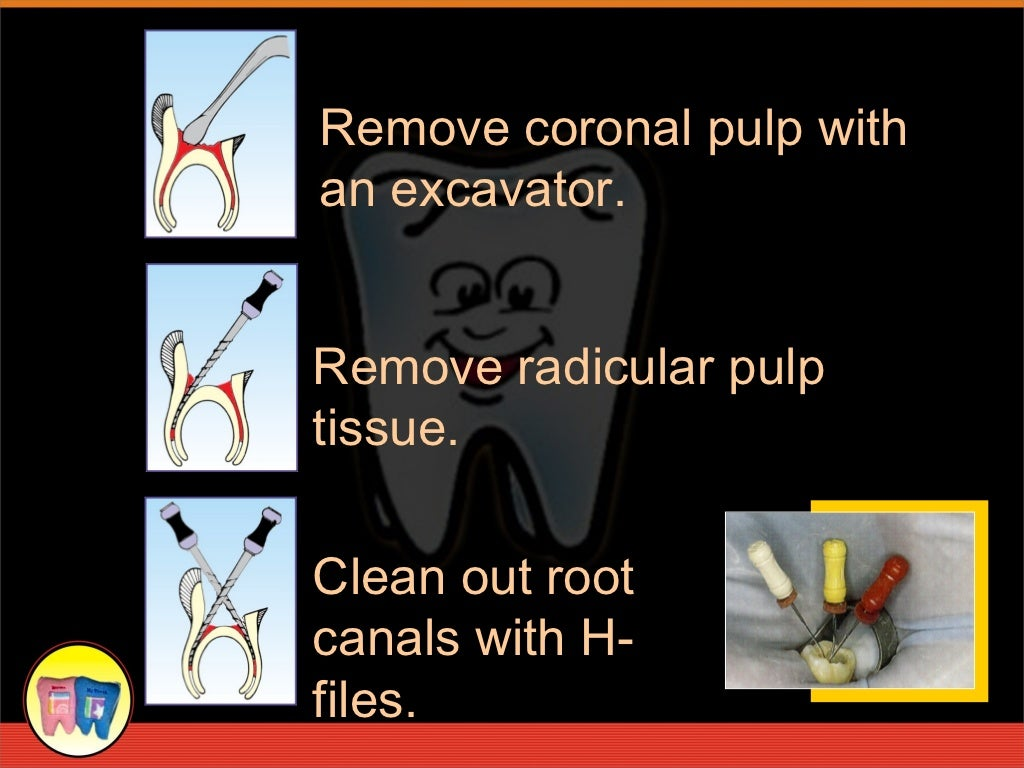 Remove coronal pulp with
an excavator.
Remove radicular pulp
tissue.
Clean out root
canals with H-
files.